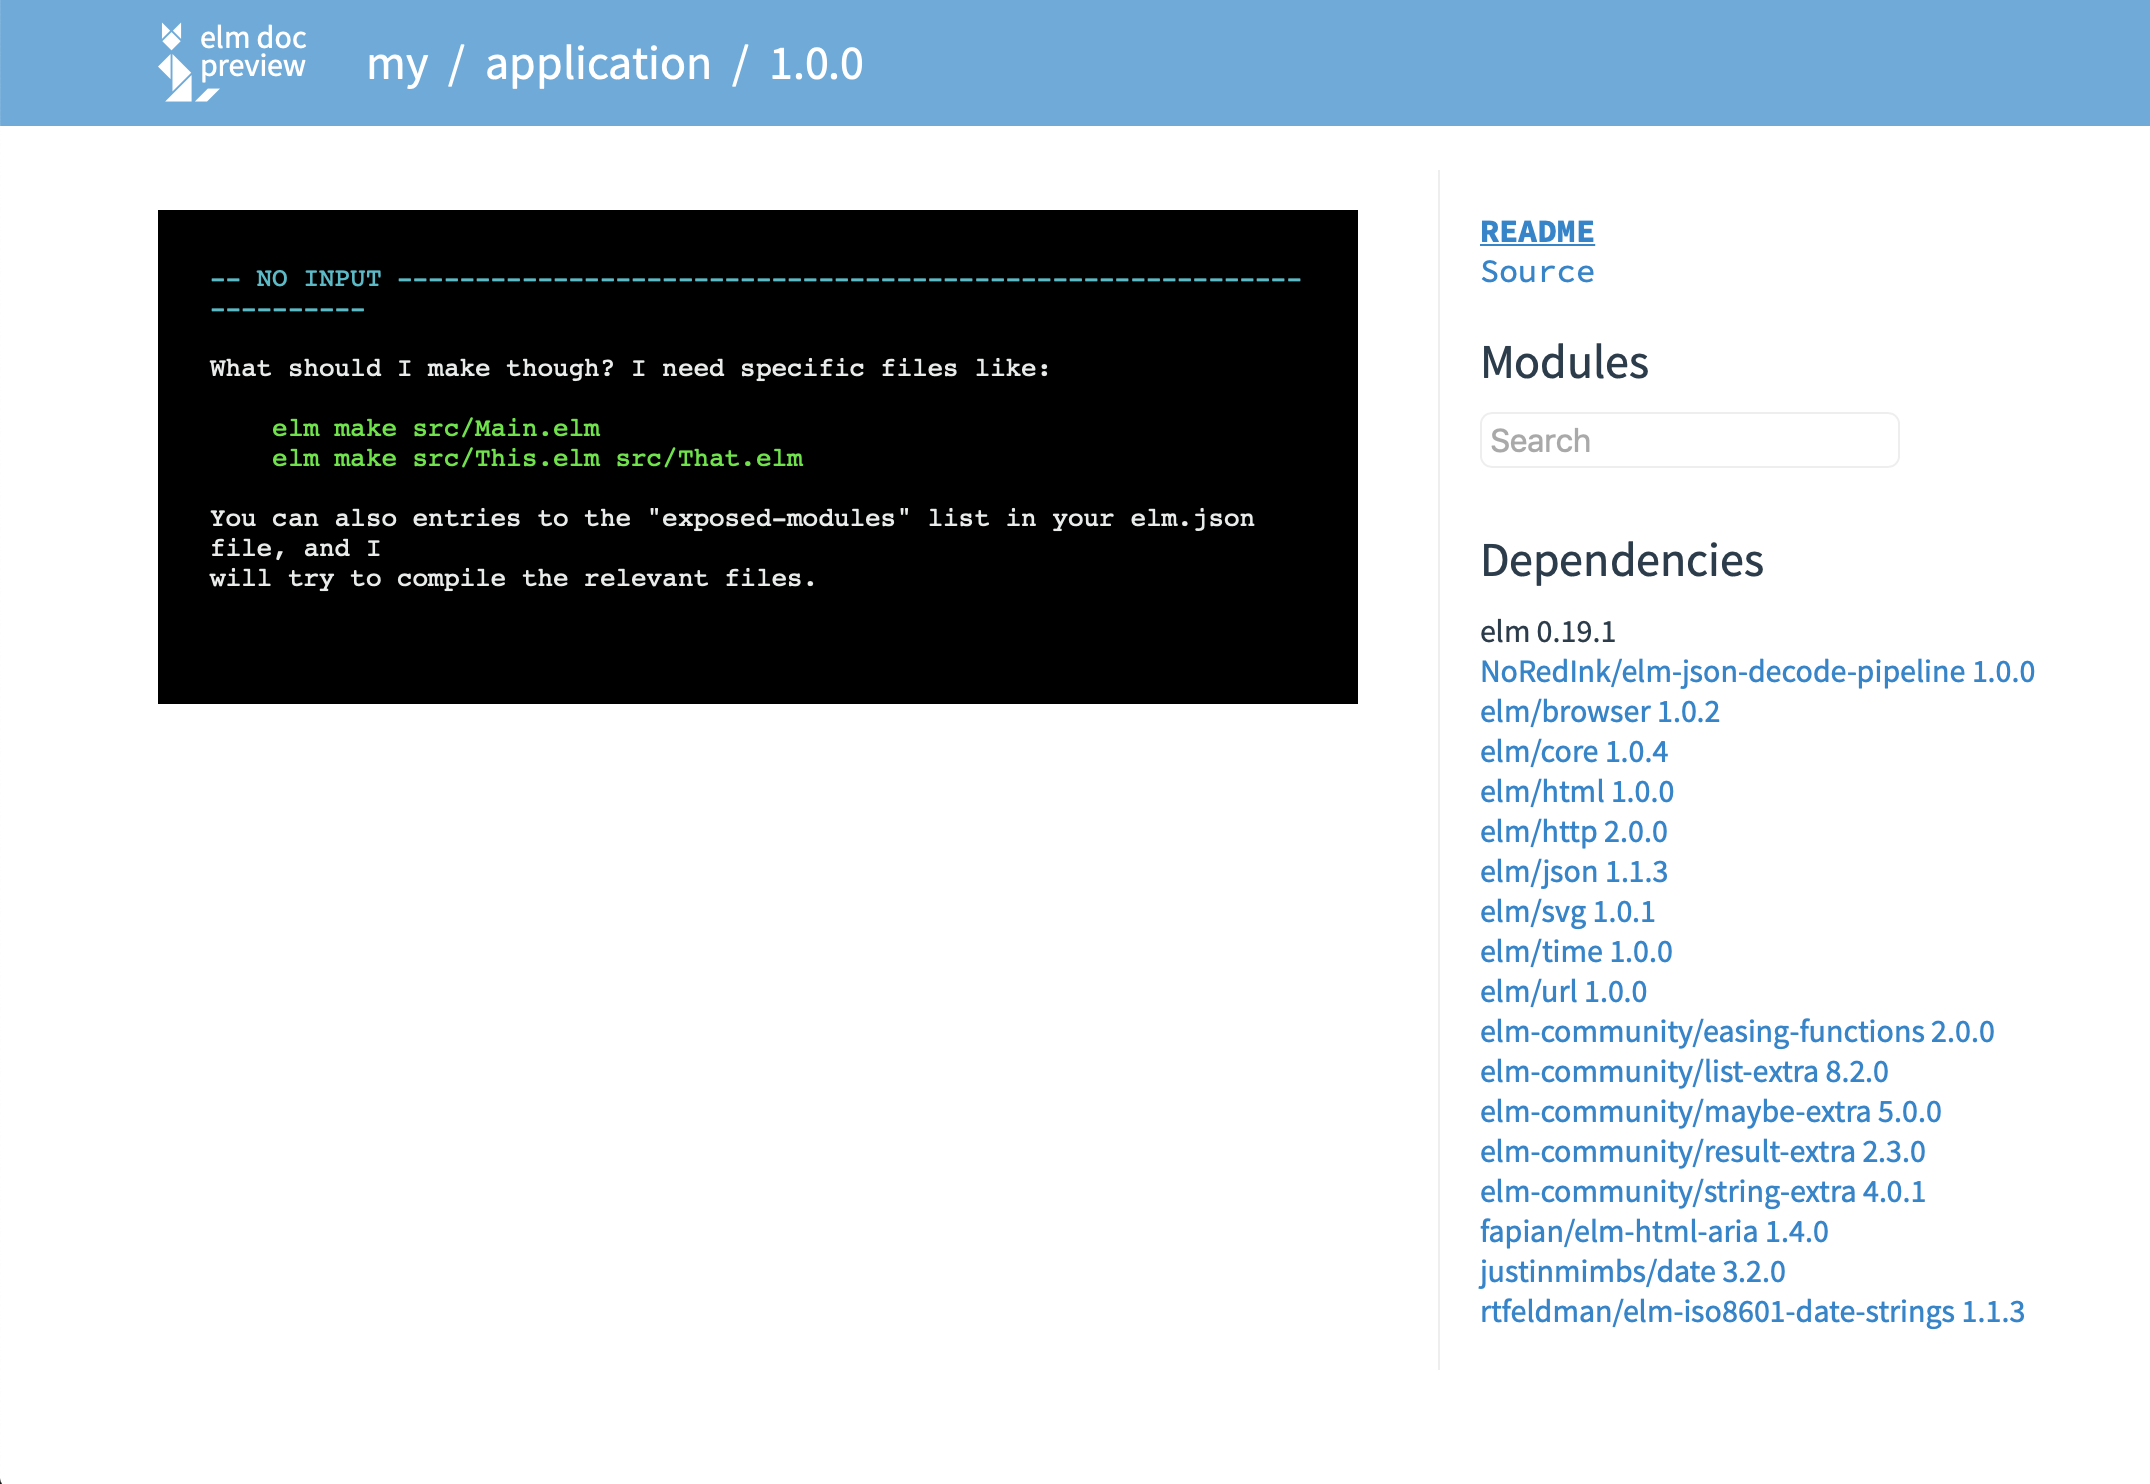 elm doc
preview
my / application / 1.0.0
-- NO INPUT ----------------------------------------------------------
----------
What should I make though? I need specific files like:
elm make src/Main.elm
elm make src/This.elm src/That.elm
You can also entries to the "exposed-modules" list in your elm.json
file, and I
will try to compile the relevant files.
README
Source
Modules
Search
Dependencies
elm 0.19.1
NoRedInk/elm-json-decode-pipeline 1.0.0
elm/browser 1.0.2
elm/core 1.0.4
elm/html 1.0.0
elm/http 2.0.0
elm/json 1.1.3
elm/svg 1.0.1
elm/time 1.0.0
elm/url 1.0.0
elm-community/easing-functions 2.0.0
elm-community/list-extra 8.2.0
elm-community/maybe-extra 5.0.0
elm-community/result-extra 2.3.0
elm-community/string-extra 4.0.1
fapian/elm-html-aria 1.4.0
justinmimbs/date 3.2.0
rtfeldman/elm-iso8601-date-strings 1.1.3